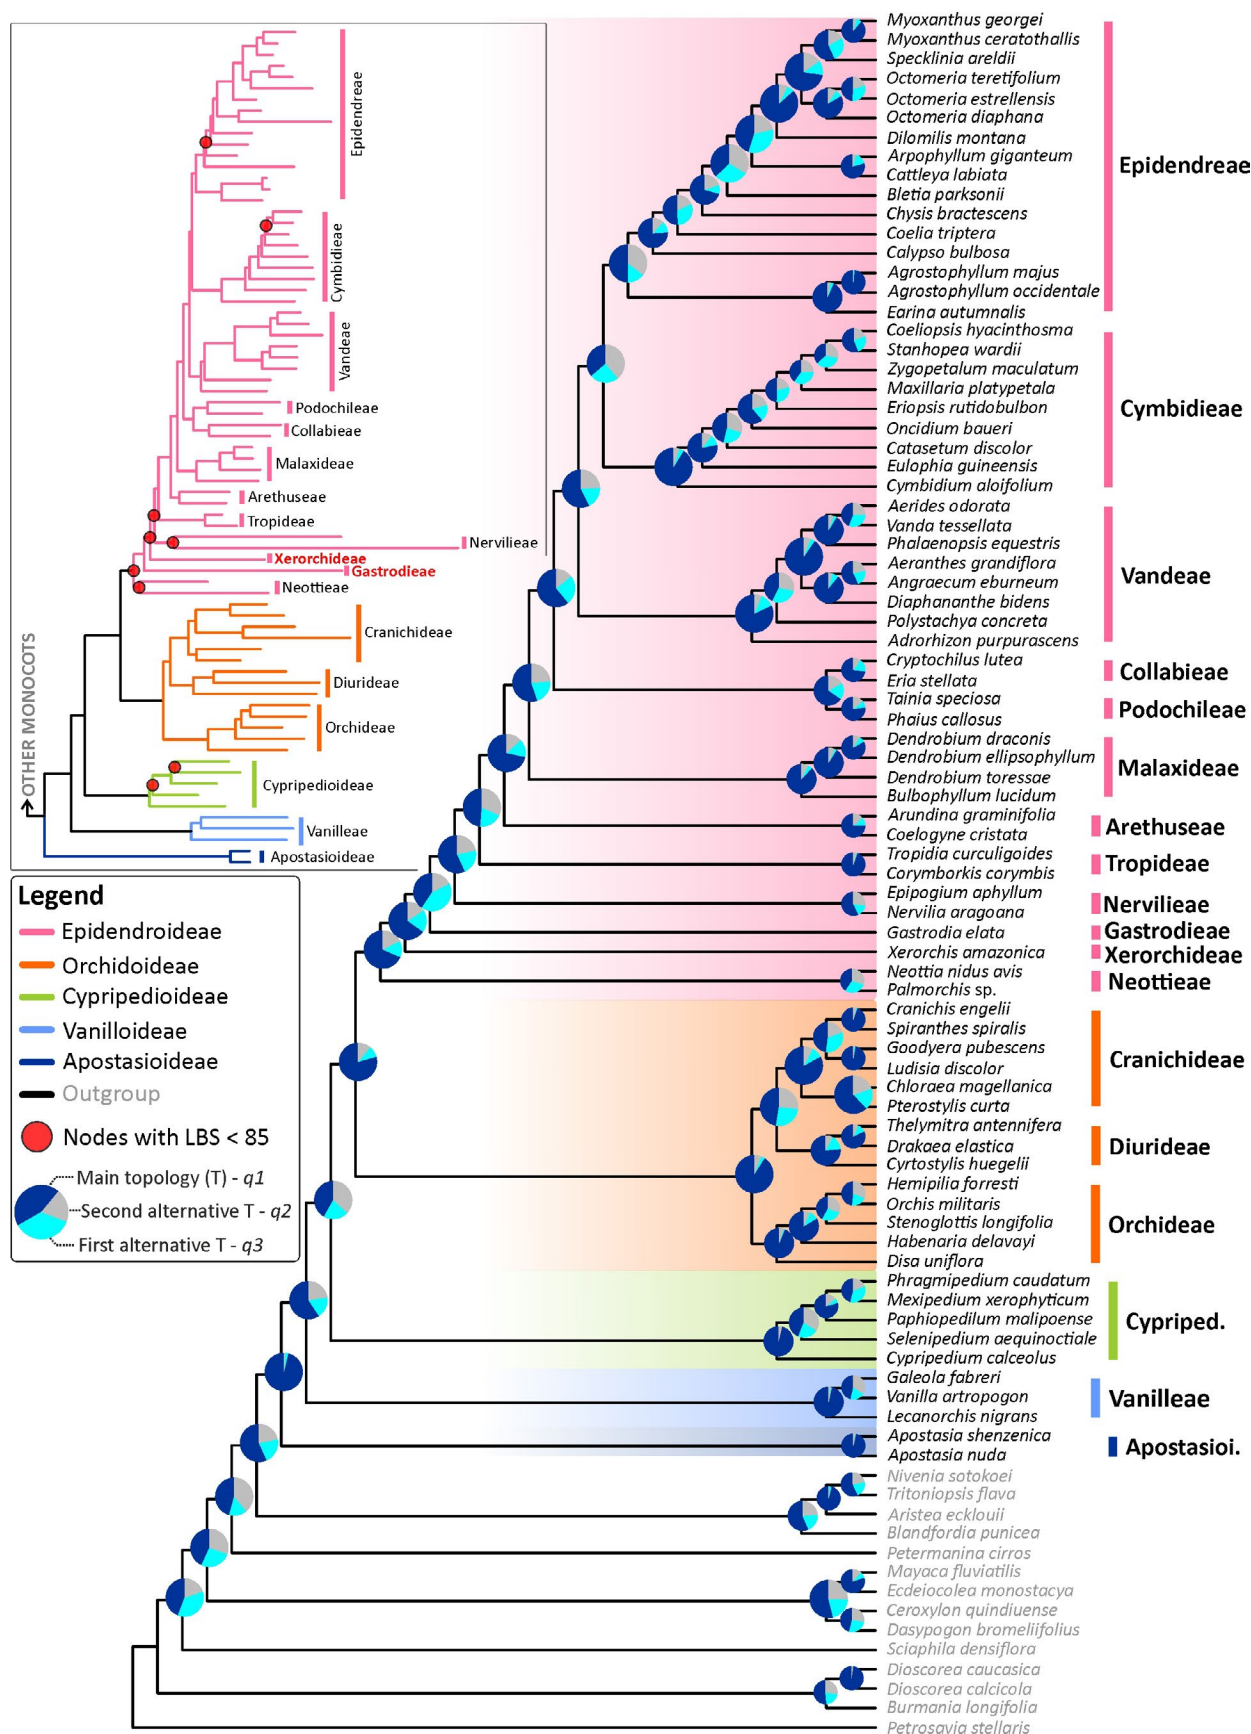 Epidendreae
Cymbidieae
Vandeae
Podochileae
Collabieae
Malaxideae
Arethuseae
Tropideae
Nervilieae
Xerorchideae
Gastrodieae
Neottieae
Cranichideae
Diurideae
Orchideae
Cypripedioideae
Vanilleae
Apostasioideae
OTHER MONOCOTS
Legend
Epidendroideae
Orchidoideae
Cypripedioideae
Vanilloideae
Apostasioideae
Outgroup
Nodes with LBS < 85
Main topology (T) - q1
Second alternative T - q2
First alternative T - q3
Myoxanthus georgei
Myoxanthus ceratothallis
Specklinia areldii
Octomeria teretifolium
Octomeria estrellensis
Octomeria diaphana
Dilomilis montana
Arpophyllum giganteum
Cattleya labiata
Bletia parksonii
Chysis bractescens
Coelia triptera
Calypso bulbosa
Agrostophyllum majus
Agrostophyllum occidentale
Earina autumnalis
Coeliopsis hyacinthosma
Stanhopea wardii
Zygopetalum maculatum
Maxillaria platypetala
Eriopsis rutidobulbon
Oncidium baueri
Catasetum discolor
Eulophia guineensis
Cymbidium aloifolium
Aerides odorata
Vanda tessellata
Phalaenopsis equestris
Aeranthes grandiflora
Angraecum eburneum
Diaphananthe bidens
Polystachya concreta
Adrorhizon purpurascens
Cryptochilus lutea
Eria stellata
Tainia speciosa
Phaius callosus
Dendrobium draconis
Dendrobium ellipsophyllum
Dendrobium toressae
Bulbophyllum lucidum
Arundina graminifolia
Coelogyne cristata
Tropidia curculigoides
Corymborkis corymbis
Epipogium aphyllum
Nervilia aragoana
Gastrodia elata
Xerorchis amazonica
Neottia nidus avis
Palmorchis sp.
Cranichis engelii
Spiranthes spiralis
Goodyera pubescens
Ludisia discolor
Chloraea magellanica
Pterostylis curta
Thelymitra antennifera
Drakaea elastica
Cyrtostylis huegelii
Hemipilia forresti
Orchis militaris
Stenoglottis longifolia
Habenaria delavayi
Disa uniflora
Phragmipedium caudatum
Mexipedium xerophyticum
Paphiopedilum malipoense
Selenipedium aequinoctiale
Cypripedium calceolus
Galeola fabreri
Vanilla artropogon
Lecanorchis nigrans
Apostasia shenzenica
Apostasia nuda
Nivenia sotokoei
Tritoniopsis flava
Aristea ecklouii
Blandfordia punicea
Petermanina cirros
Mayaca fluviatilis
Ecdeiocolea monostacya
Ceroxylon quindiuense
Dasypogon bromeliifolius
Sciaphila densiflora
Dioscorea caucasica
Dioscorea calcicola
Burmania longifolia
Petrosavia stellaris
Epidendreae
Cymbidieae
Vandeae
Collabieae
Podochileae
Malaxideae
Arethuseae
Tropideae
Nervilieae
Gastrodieae
Xerorchideae
Neottieae
Cranichideae
Diurideae
Orchideae
Cypriped.
Vanilleae
Apostasioi.